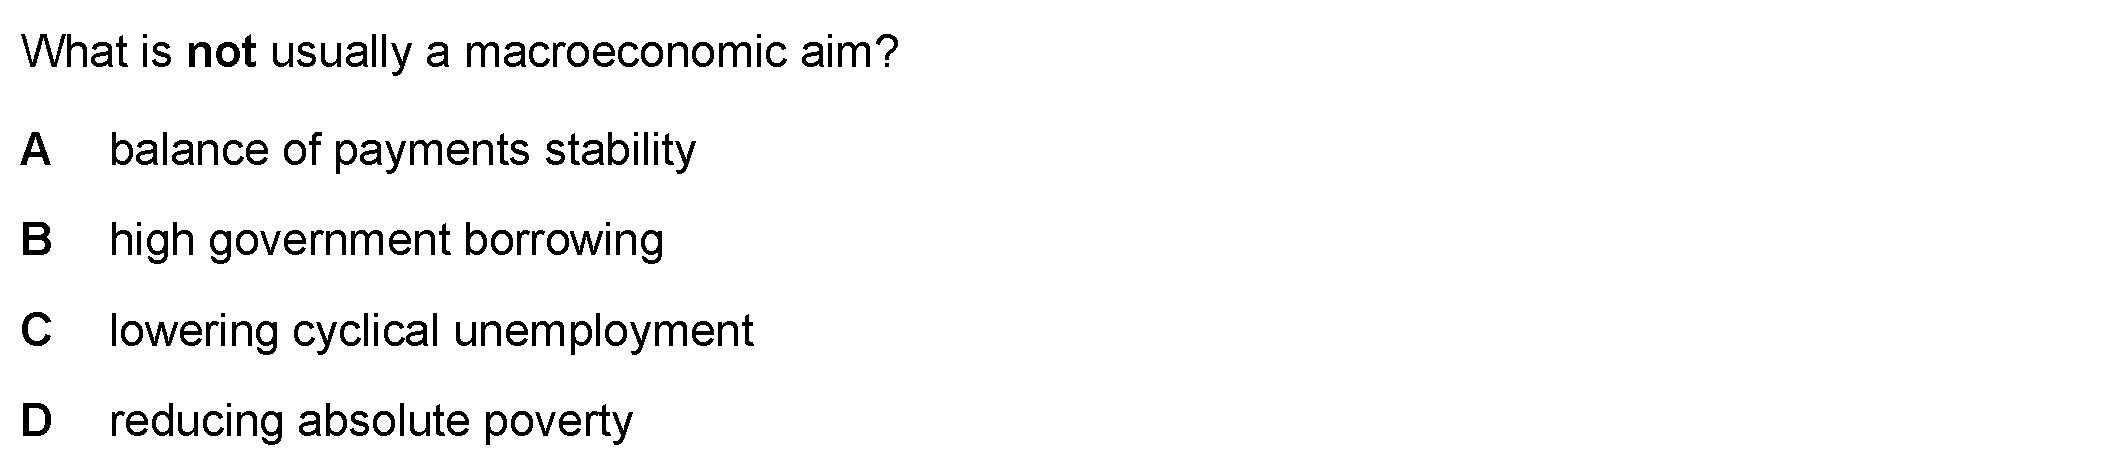 What is not usually a macroeconomic aim?
A balance of payments stability
B high government borrowing
C lowering cyclical unemployment
D reducing absolute poverty